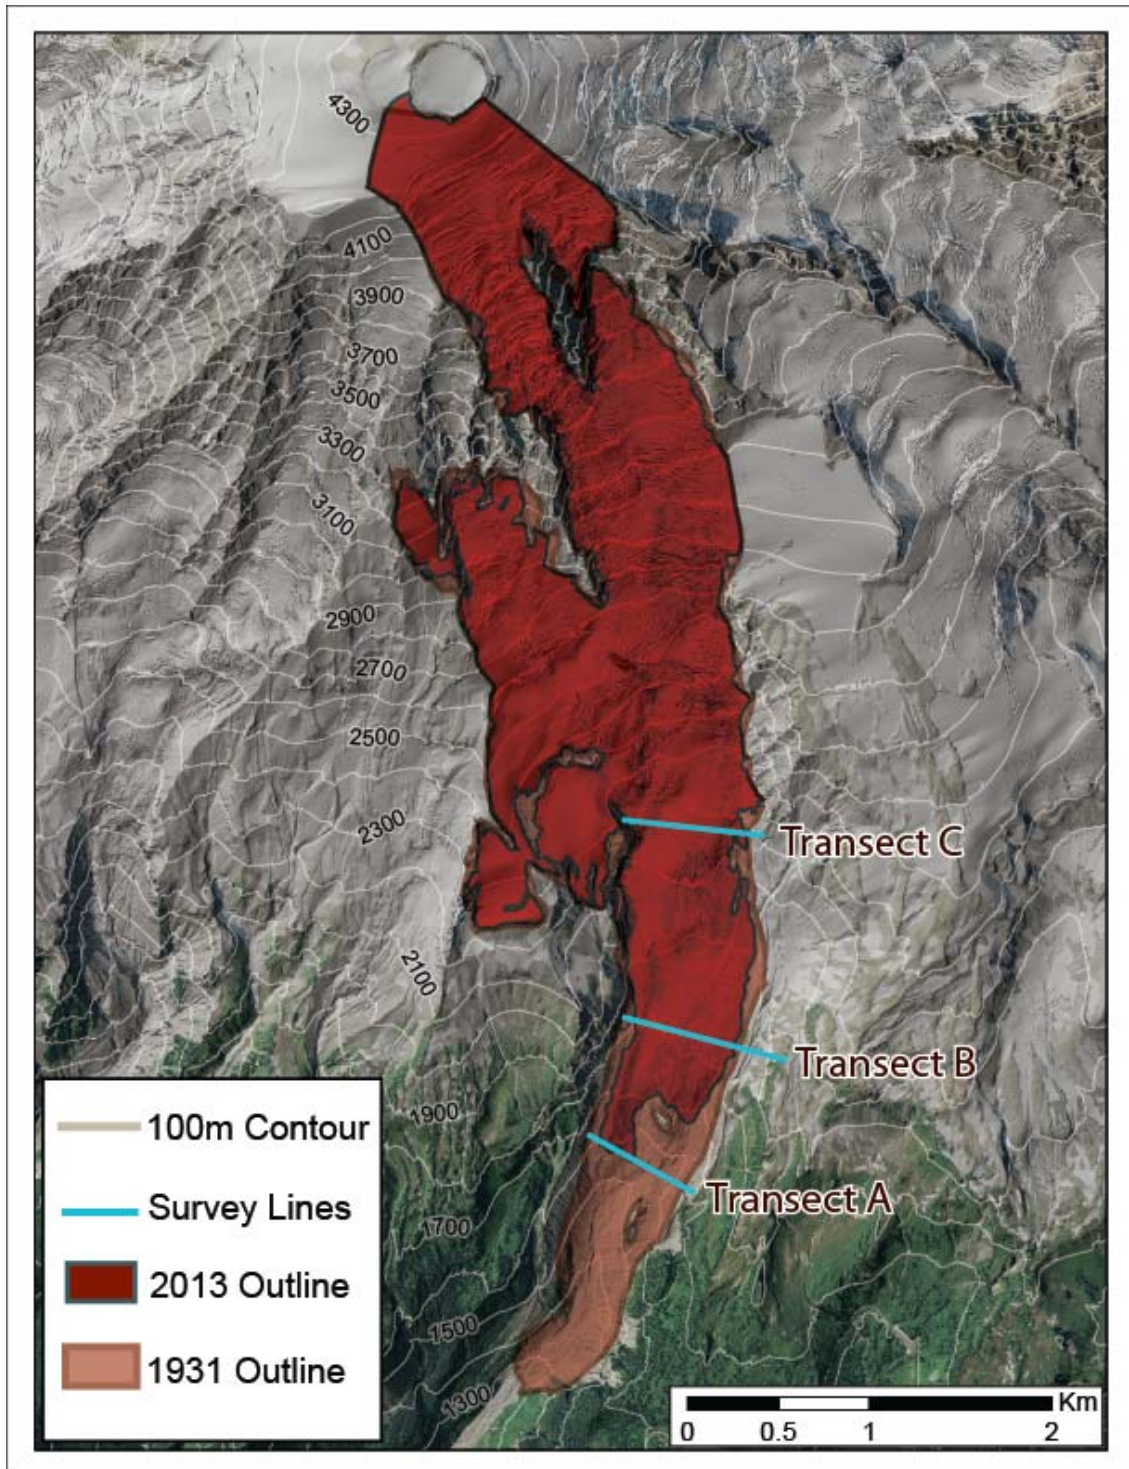 4300
4100
3900
3700
3500
3300
3100
2900
2700
2500
2300
Transect C
2100
Transect B
1900
Transect A
1700
1500
1300
100m Contour
Survey Lines
2013 Outline
1931 Outline
Km
0 0.5 1 2